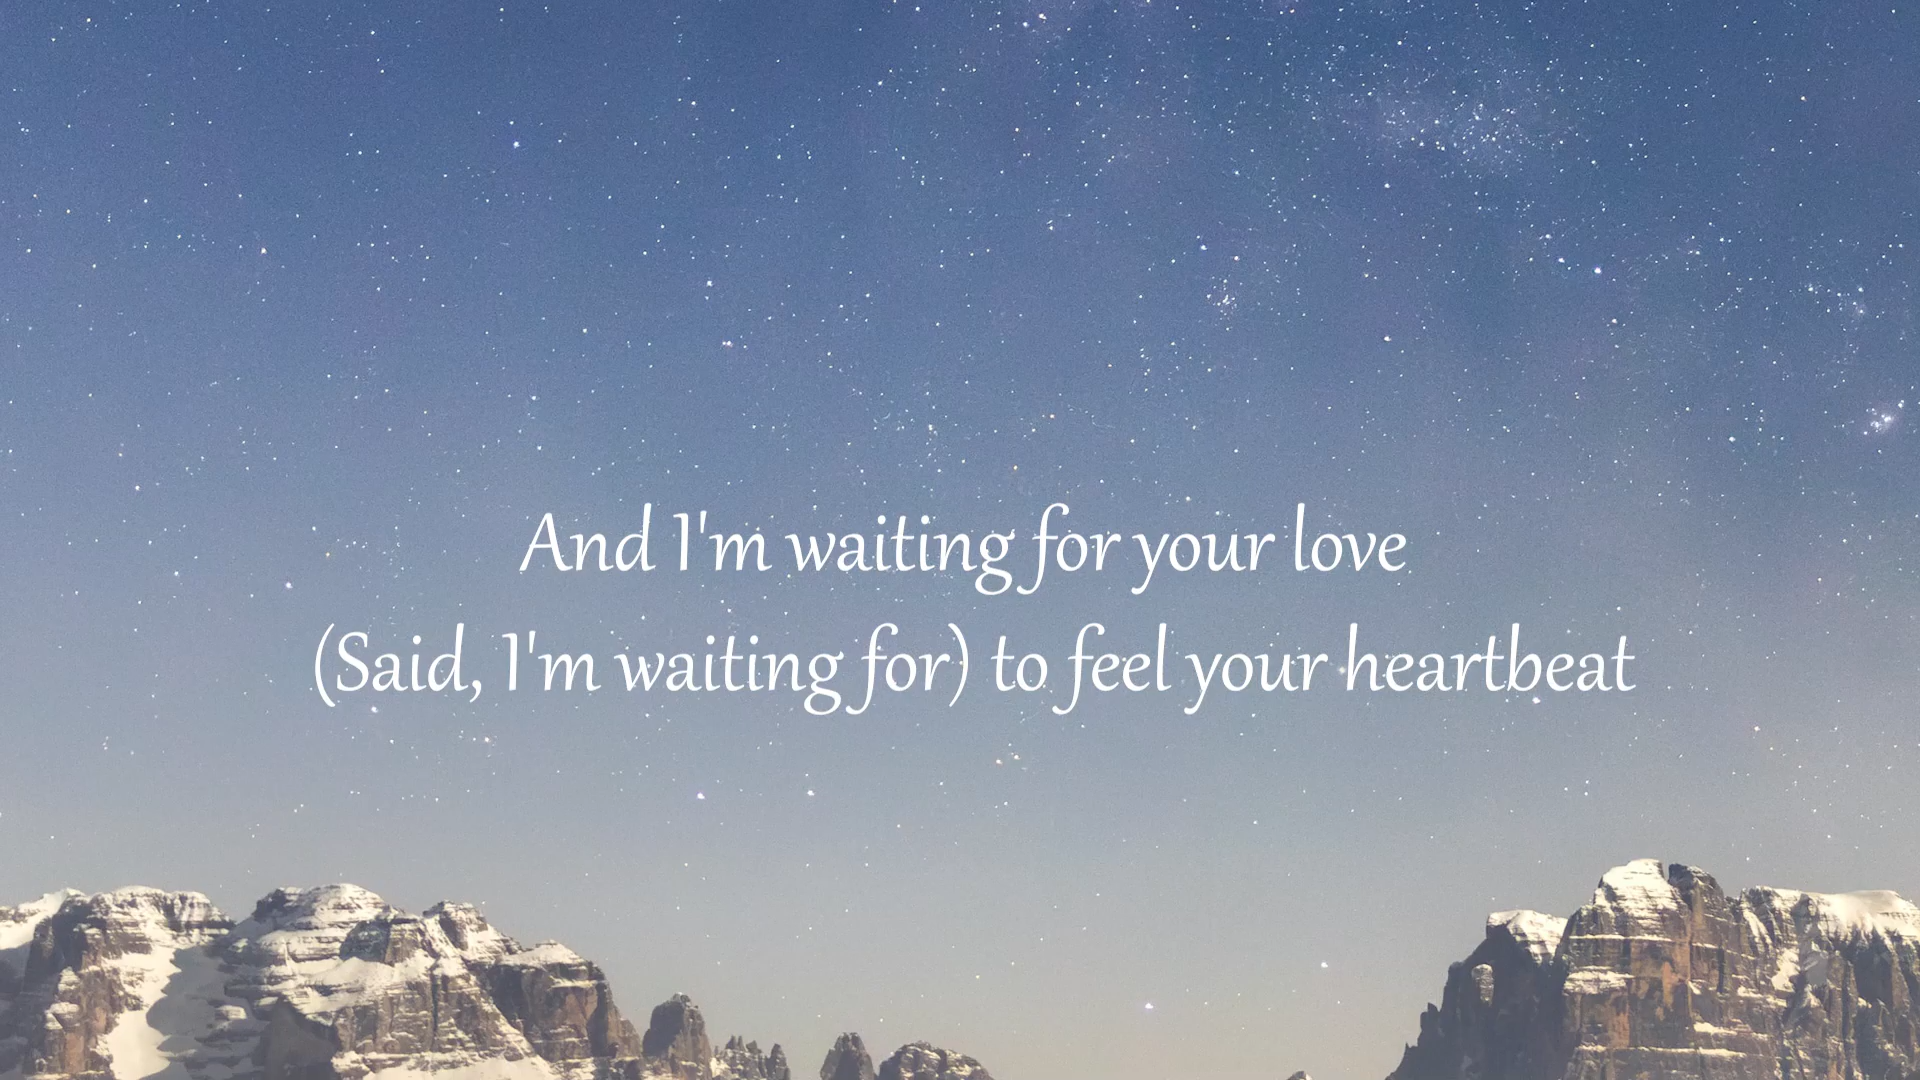 And I'm waiting for your love
(Said, I'm waiting for) to feel your heartbeat